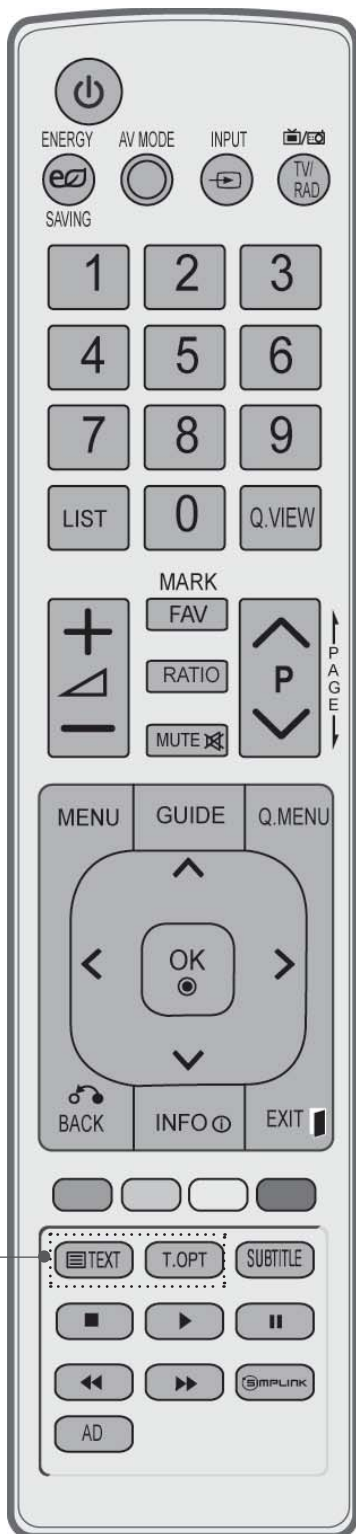 ENERGY AV MODE INPUT
TV/
RAD
SAVING
1 2 3
4 5 6
7 8 9
LIST 0 Q.VIEW
MARK
FAV
RATIO
P
PAGE
MUTE
MENU GUIDE Q.MENU
OK
BACK INFO EXIT
TEXT T.OPT SUBTITLE
SIMPLINK
AD